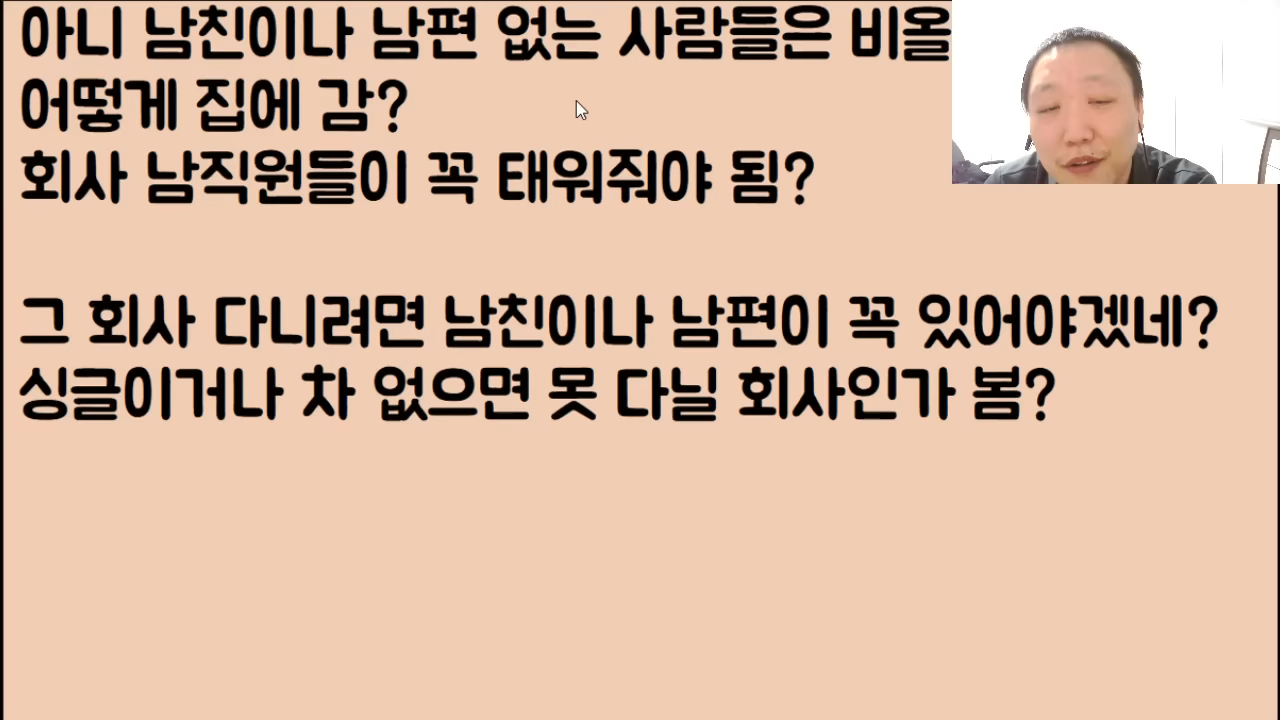 아니 남친이나 남편 없는 사람들은 비올
어떻게 집에 감?
회사 남직원들이 꼭 태워줘야 됨?
그 회사 다니려면 남친이나 남편이 꼭 있어야겠네?
싱글이거나 차 없으면 못 다닐 회사인가 봄?